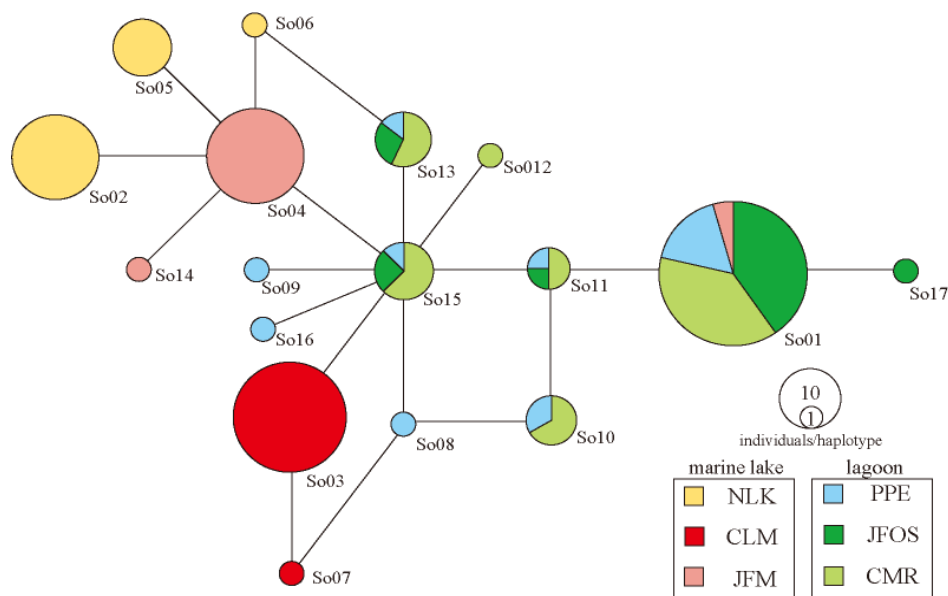 So06
So05
So13
So012
So02
So04
So14
So09
So15
So11
So17
So16
So01
10
1
individuals/haplotype
So08
So10
So03
marine lake
lagoon
NLK
PPE
CLM
JFOS
So07
JFM
CMR